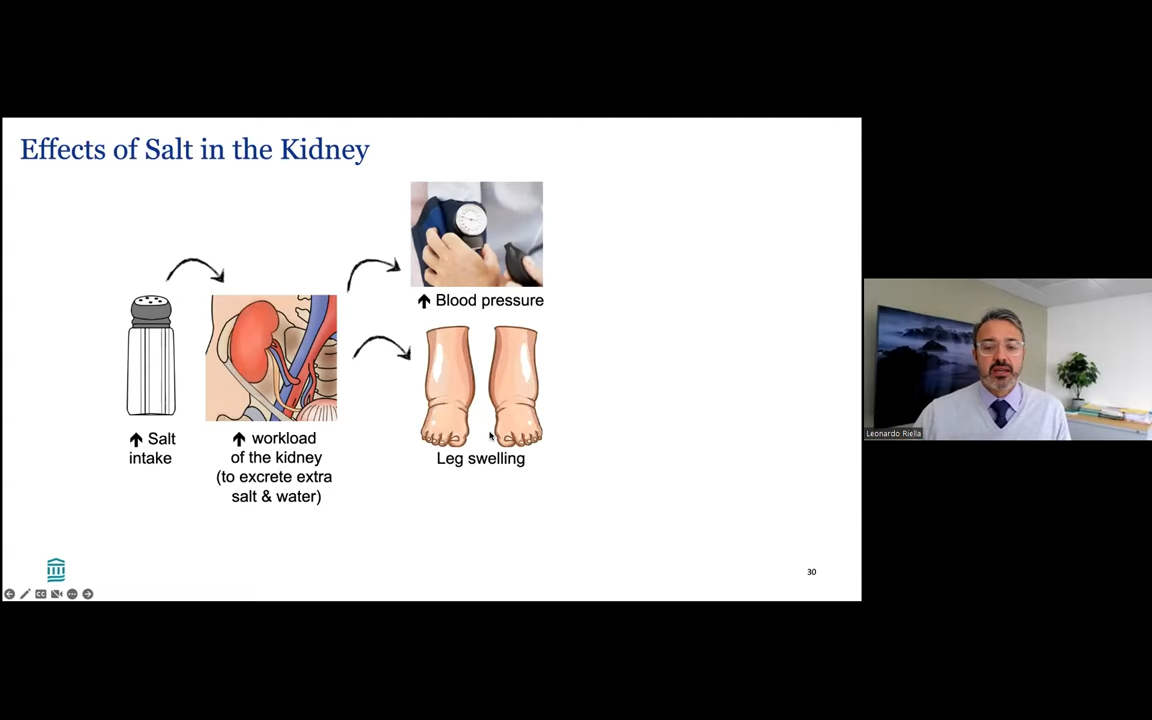 Effects of Salt in the Kidney
↑ Blood pressure
↑ Salt
intake
↑ workload
of the kidney
(to excrete extra
salt & water)
Leg swelling
30
CC
Leonardo Riella